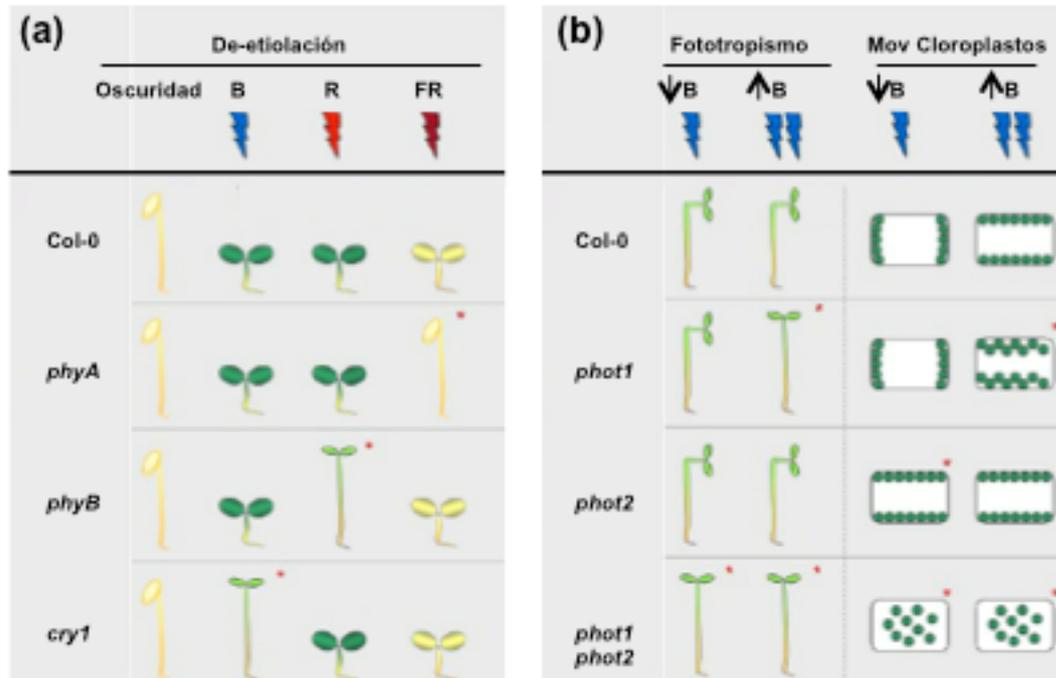 (a)
De-etiolación
Oscuridad B R FR
Col-0
phyA
phyB
cry1
(b)
Fototropismo Mov Cloroplastos
↓B ↑B ↓B ↑B
Col-0
phot1
phot2
phot1
phot2